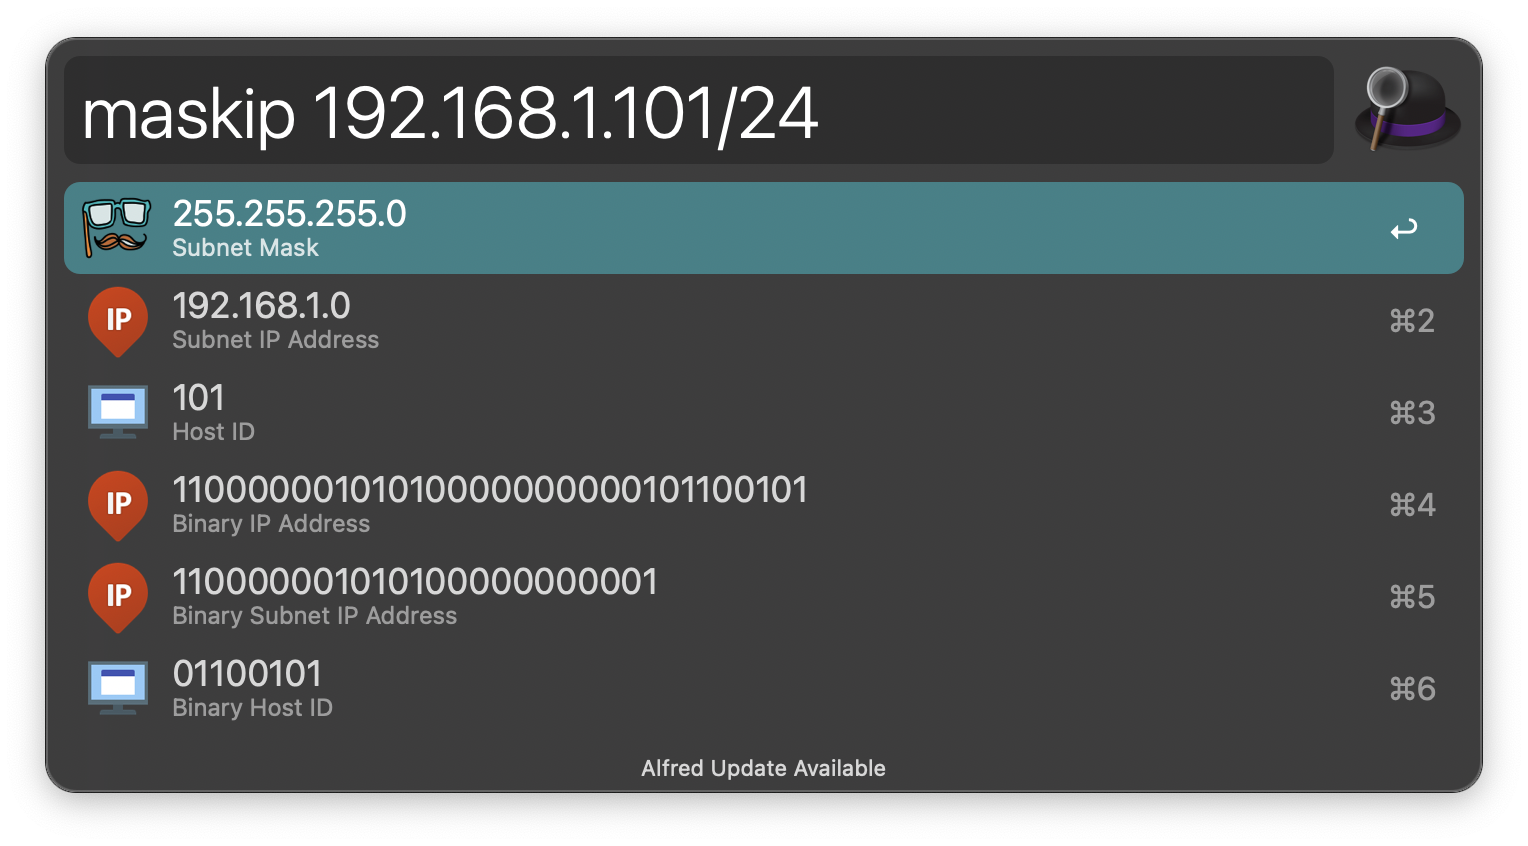 maskip 192.168.1.101/24
255.255.255.0
Subnet Mask
IP
192.168.1.0
Subnet IP Address
⌘2
101
Host ID
⌘3
IP
11000000101010000000000101100101
Binary IP Address
⌘4
IP
110000001010100000000001
Binary Subnet IP Address
⌘5
01100101
Binary Host ID
⌘6
Alfred Update Available